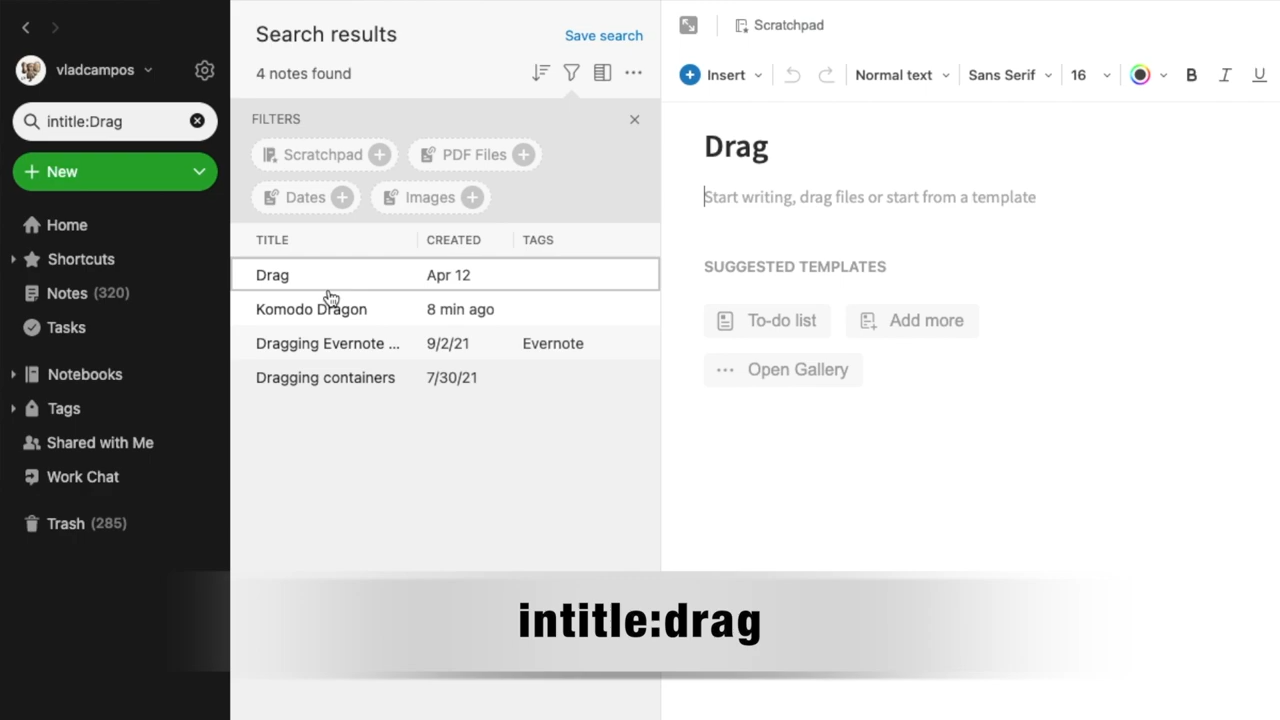 vladcampos
intitle:Drag
New
Home
Shortcuts
Notes (320)
Tasks
Notebooks
Tags
Shared with Me
Work Chat
Trash (285)
Search results
Save search
4 notes found
FILTERS
Scratchpad
PDF Files
Dates
Images
TITLE CREATED TAGS
Drag Apr 12
Komodo Dragon 8 min ago
Dragging Evernote ... 9/2/21 Evernote
Dragging containers 7/30/21
Scratchpad
Insert Normal text Sans Serif 16 B I U
Drag
Start writing, drag files or start from a template
SUGGESTED TEMPLATES
To-do list
Add more
Open Gallery
intitle:drag